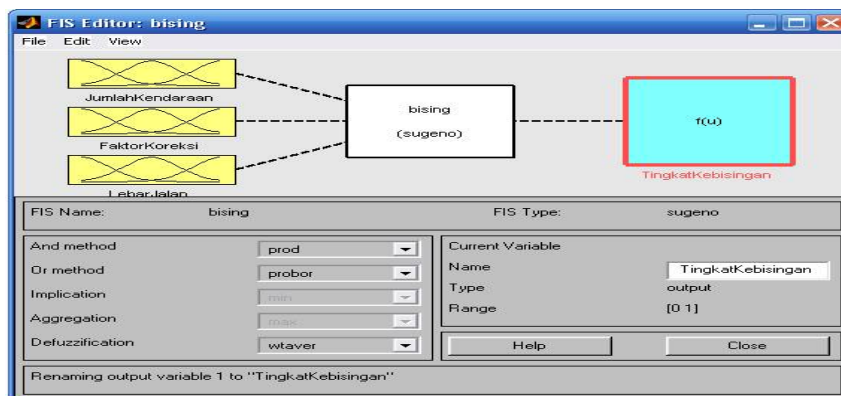 FIS Editor: bising
File Edit View
JumlahKendaraan
FaktorKoreksi
LebarJalan
bising
(sugeno)
f(u)
TingkatKebisingan
FIS Name: bising FIS Type: sugeno
And method prod
Or method probor
Implication min
Aggregation max
Defuzzification wtaver
Current Variable
Name TingkatKebisingan
Type output
Range [0 1]
Help Close
Renaming output variable 1 to "TingkatKebisingan"